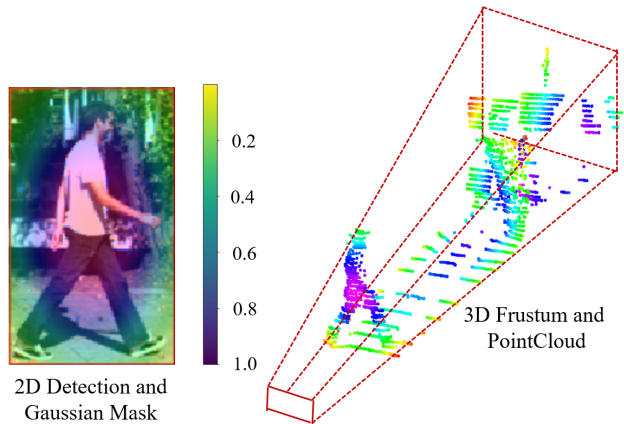 0.2
0.4
0.6
0.8
1.0
2D Detection and
Gaussian Mask
3D Frustum and
PointCloud